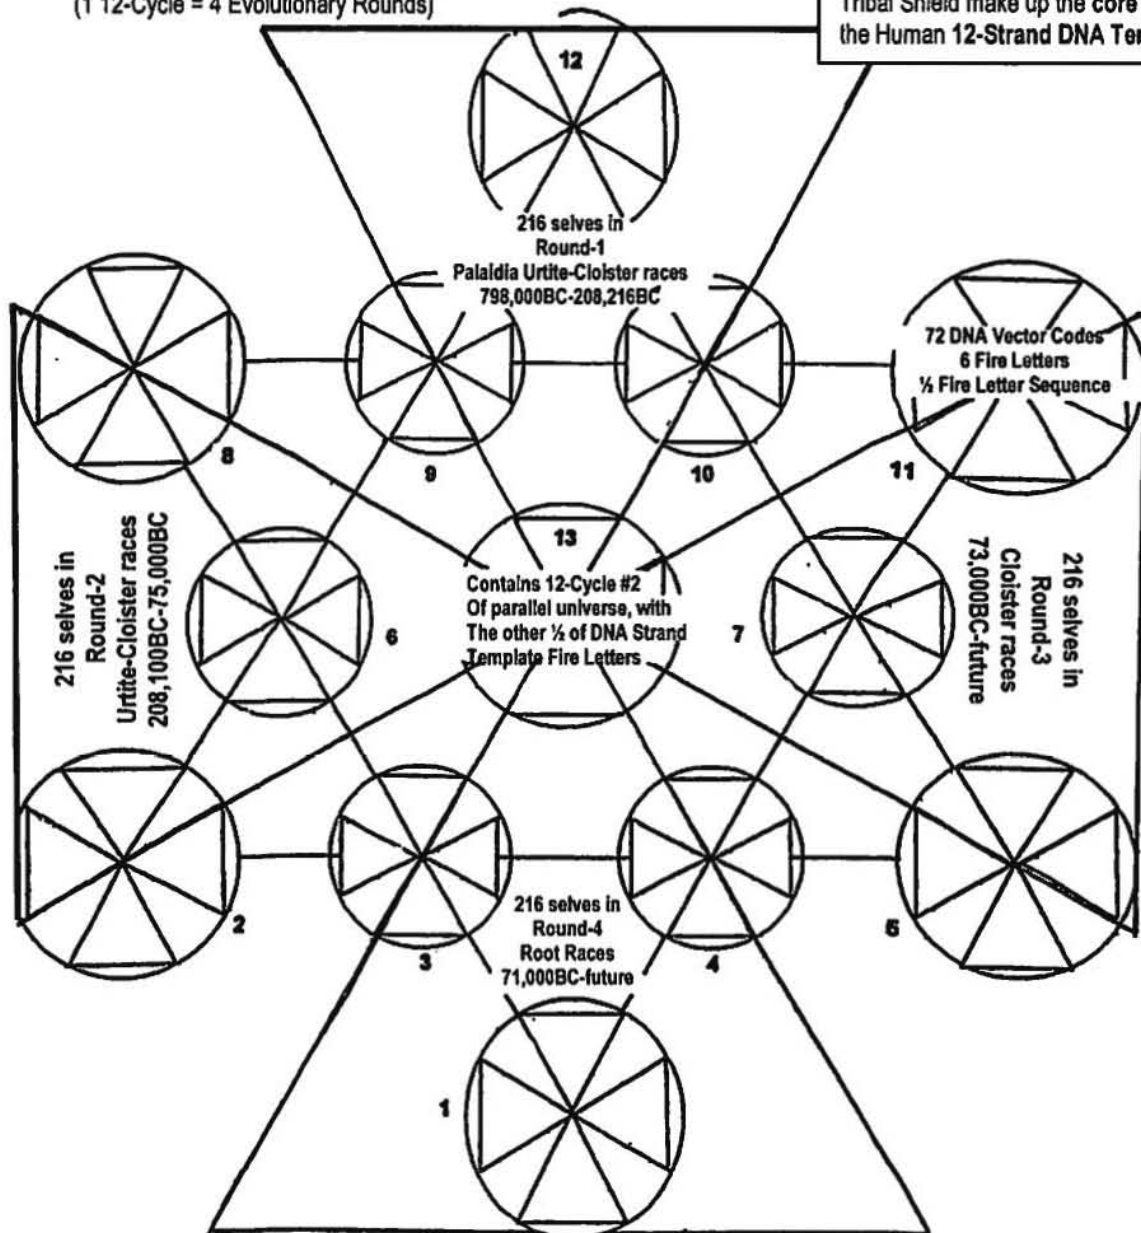 (1 12-Cycle = 4 Evolutionary Rounds)
Tribal Shield make up the core
the Human 12-Strand DNA
12
216 selves in
Round-1
Palaidia Urtite-Cloister races
798,000BC-208,216BC
72 DNA Vector Codes
6 Fire Letters
½ Fire Letter Sequence
8
9
10
11
13
Contains 12-Cycle #2
Of parallel universe, with
The other ½ of DNA Strand
Template Fire Letters
216 selves in
Round-2
Urtite-Cloister races
208,100BC-75,000BC
6
7
216 selves in
Round-3
Cloister races
73,000BC-future
2
3
4
5
216 selves in
Round-4
Root Races
71,000BC-future
1